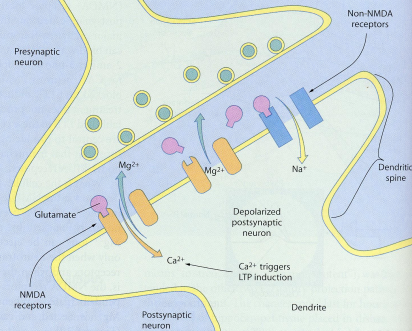 Non-NMDA
receptors
Presynaptic
neuron
Mg2+
Mg2+
Na+
Dendritic
spine
Glutamate
Depolarized
postsynaptic
neuron
Ca2+
Ca2+ triggers
LTP induction
NMDA
receptors
Dendrite
Postsynaptic
neuron